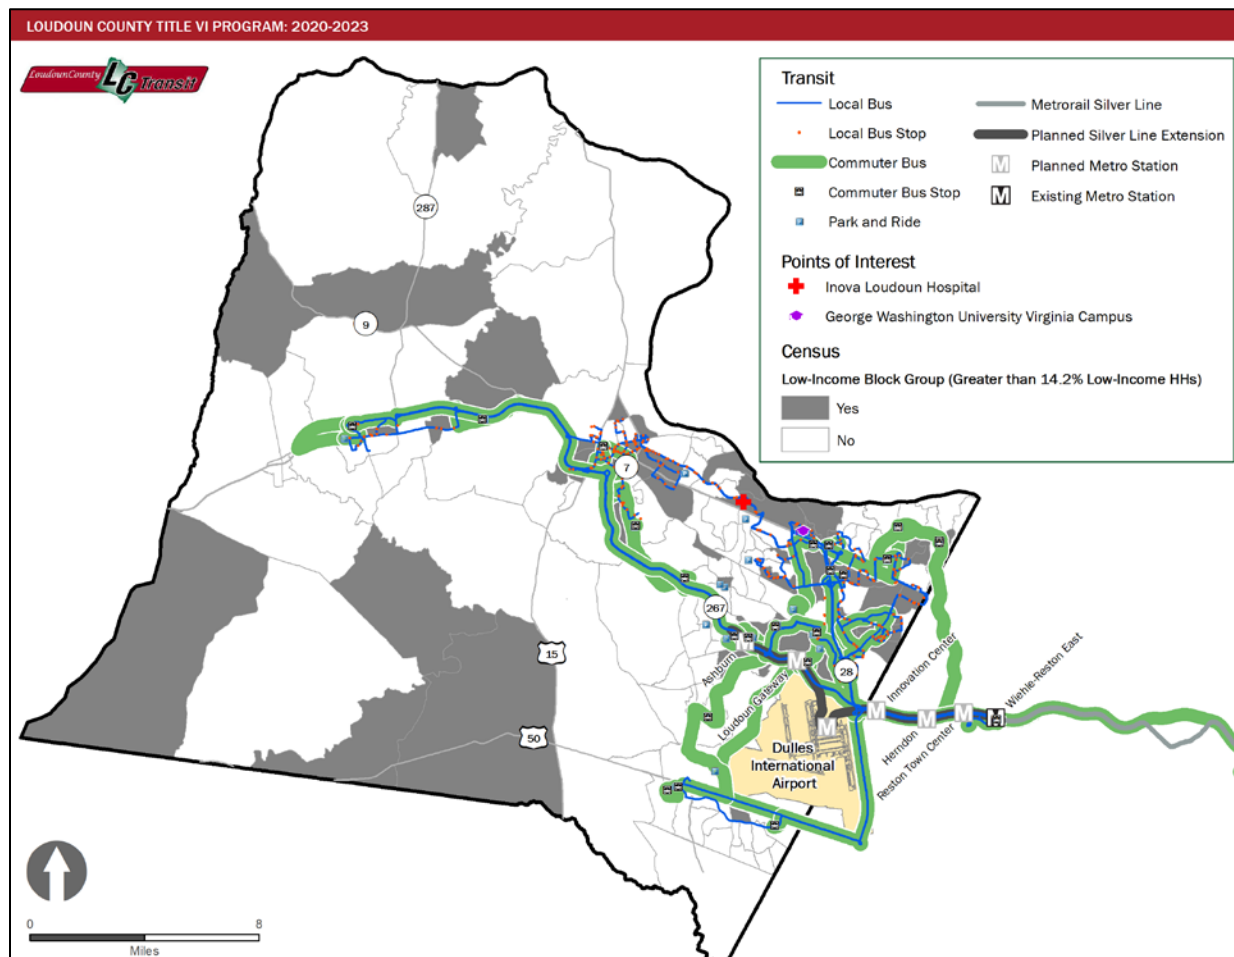 LOUDOUN COUNTY TITLE VI PROGRAM: 2020-2023
LoudounCounty LC Transit
Transit
Local Bus
Local Bus Stop
Commuter Bus
Commuter Bus Stop
Park and Ride
Metrorail Silver Line
Planned Silver Line Extension
M Planned Metro Station
M Existing Metro Station
Points of Interest
Inova Loudoun Hospital
George Washington University Virginia Campus
Census
Low-Income Block Group (Greater than 14.2% Low-Income HHs)
Yes
No
287
9
7
267
15
28
50
Ashburn
Loudoun Gateway
Innovation Center
Wiehle-Reston East
Herndon
Reston Town Center
M
M
M
M
M
M
M
Dulles
International
Airport
0
8
Miles